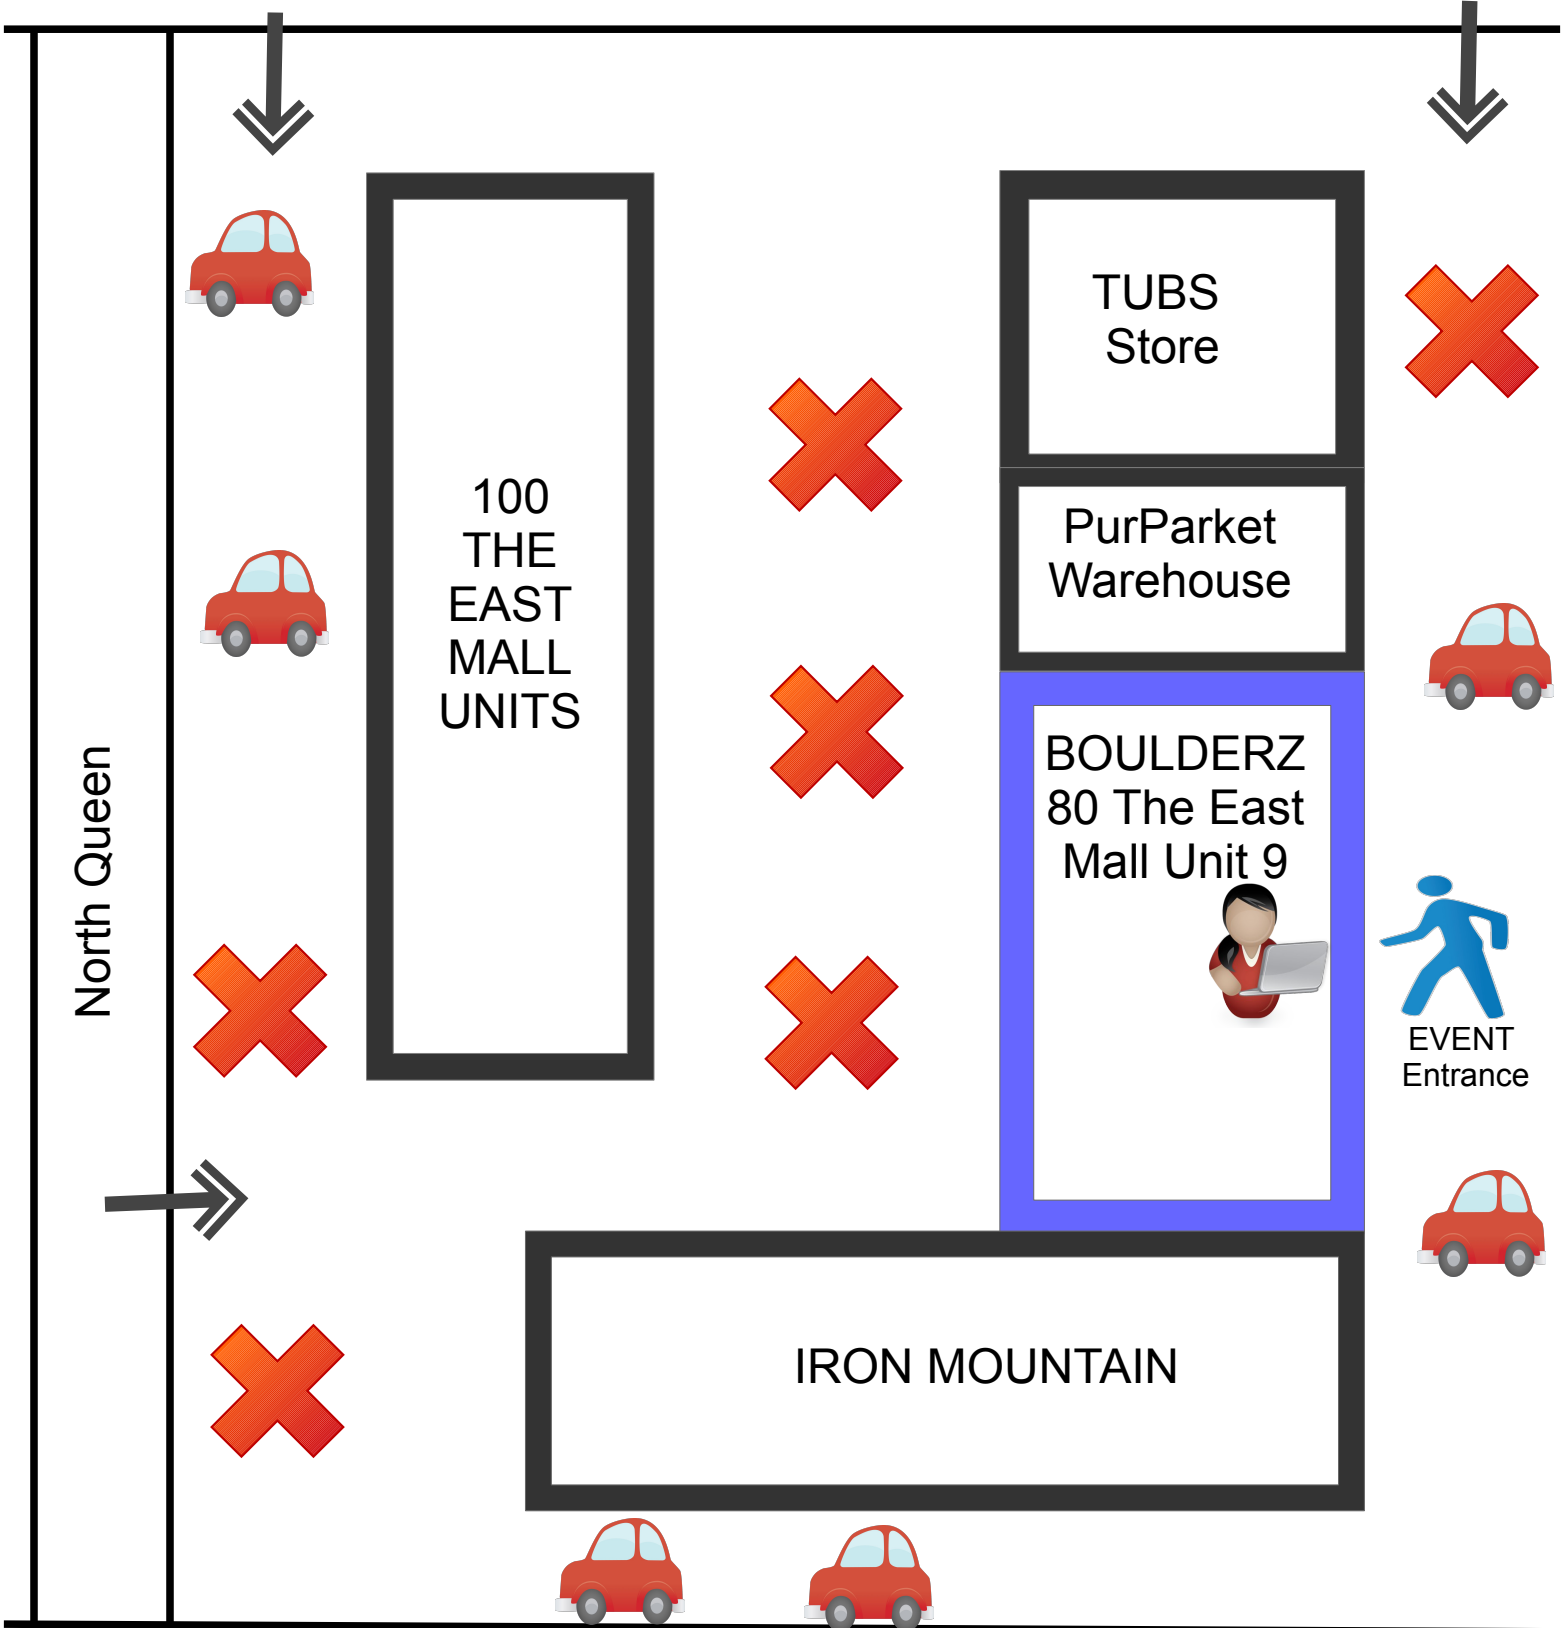 TUBS
Store
100
THE
EAST
MALL
UNITS
PurParket
Warehouse
BOULDERZ
80 The East
Mall Unit 9
North Queen
EVENT
Entrance
IRON MOUNTAIN